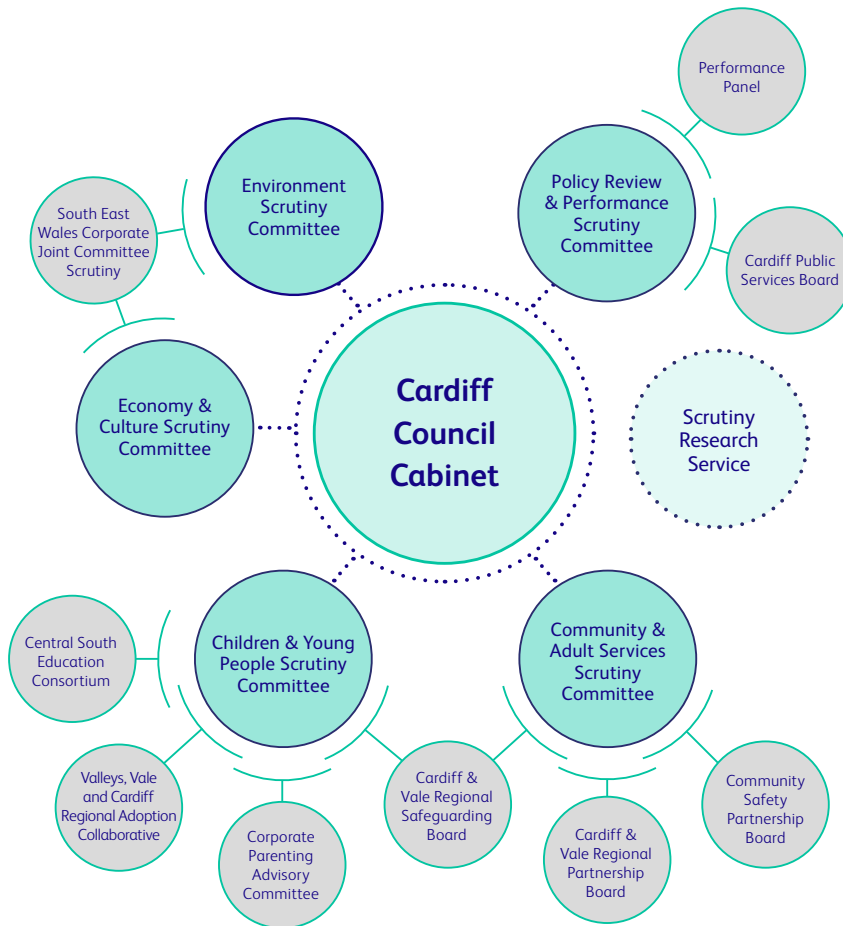 Performance
Panel
Environment
Scrutiny
Committee
Policy Review
& Performance
Scrutiny
Committee
South East
Wales Corporate
Joint Committee
Scrutiny
Cardiff Public
Services Board
Cardiff
Council
Cabinet
Economy &
Culture Scrutiny
Committee
Scrutiny
Research
Service
Central South
Education
Consortium
Children & Young
People Scrutiny
Committee
Community &
Adult Services
Scrutiny
Committee
Valleys, Vale
and Cardiff
Regional Adoption
Collaborative
Corporate
Parenting
Advisory
Committee
Cardiff &
Vale Regional
Safeguarding
Board
Cardiff &
Vale Regional
Partnership
Board
Community
Safety
Partnership
Board